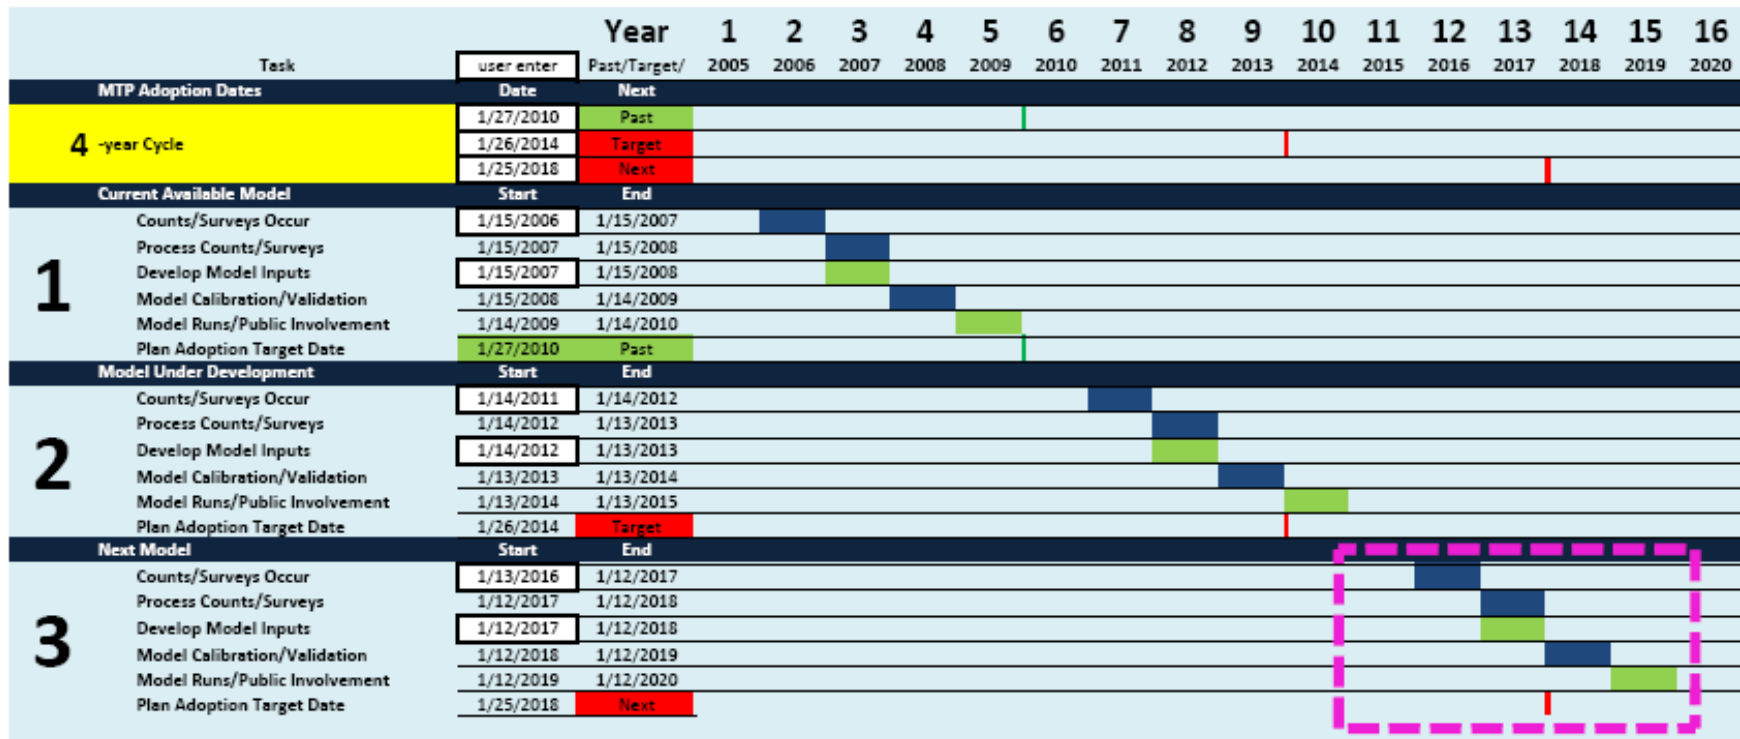 Year 1 2 3 4 5 6 7 8 9 10 11 12 13 14 15 16
Task user enter Past/Target/ 2005 2006 2007 2008 2009 2010 2011 2012 2013 2014 2015 2016 2017 2018 2019 2020
MTP Adoption Dates Date Next
1/27/2010 Past
4 -year Cycle 1/26/2014 Target
1/25/2018 Next
Current Available Model Start End
Counts/Surveys Occur 1/15/2006 1/15/2007
Process Counts/Surveys 1/15/2007 1/15/2008
1 Develop Model Inputs 1/15/2007 1/15/2008
Model Calibration/Validation 1/15/2008 1/14/2009
Model Runs/Public Involvement 1/14/2009 1/14/2010
Plan Adoption Target Date 1/27/2010 Past
Model Under Development Start End
Counts/Surveys Occur 1/14/2011 1/14/2012
Process Counts/Surveys 1/14/2012 1/13/2013
2 Develop Model Inputs 1/14/2012 1/13/2013
Model Calibration/Validation 1/13/2013 1/13/2014
Model Runs/Public Involvement 1/13/2014 1/13/2015
Plan Adoption Target Date 1/26/2014 Target
Next Model Start End
Counts/Surveys Occur 1/13/2016 1/12/2017
Process Counts/Surveys 1/12/2017 1/12/2018
3 Develop Model Inputs 1/12/2017 1/12/2018
Model Calibration/Validation 1/12/2018 1/12/2019
Model Runs/Public Involvement 1/12/2019 1/12/2020
Plan Adoption Target Date 1/25/2018 Next